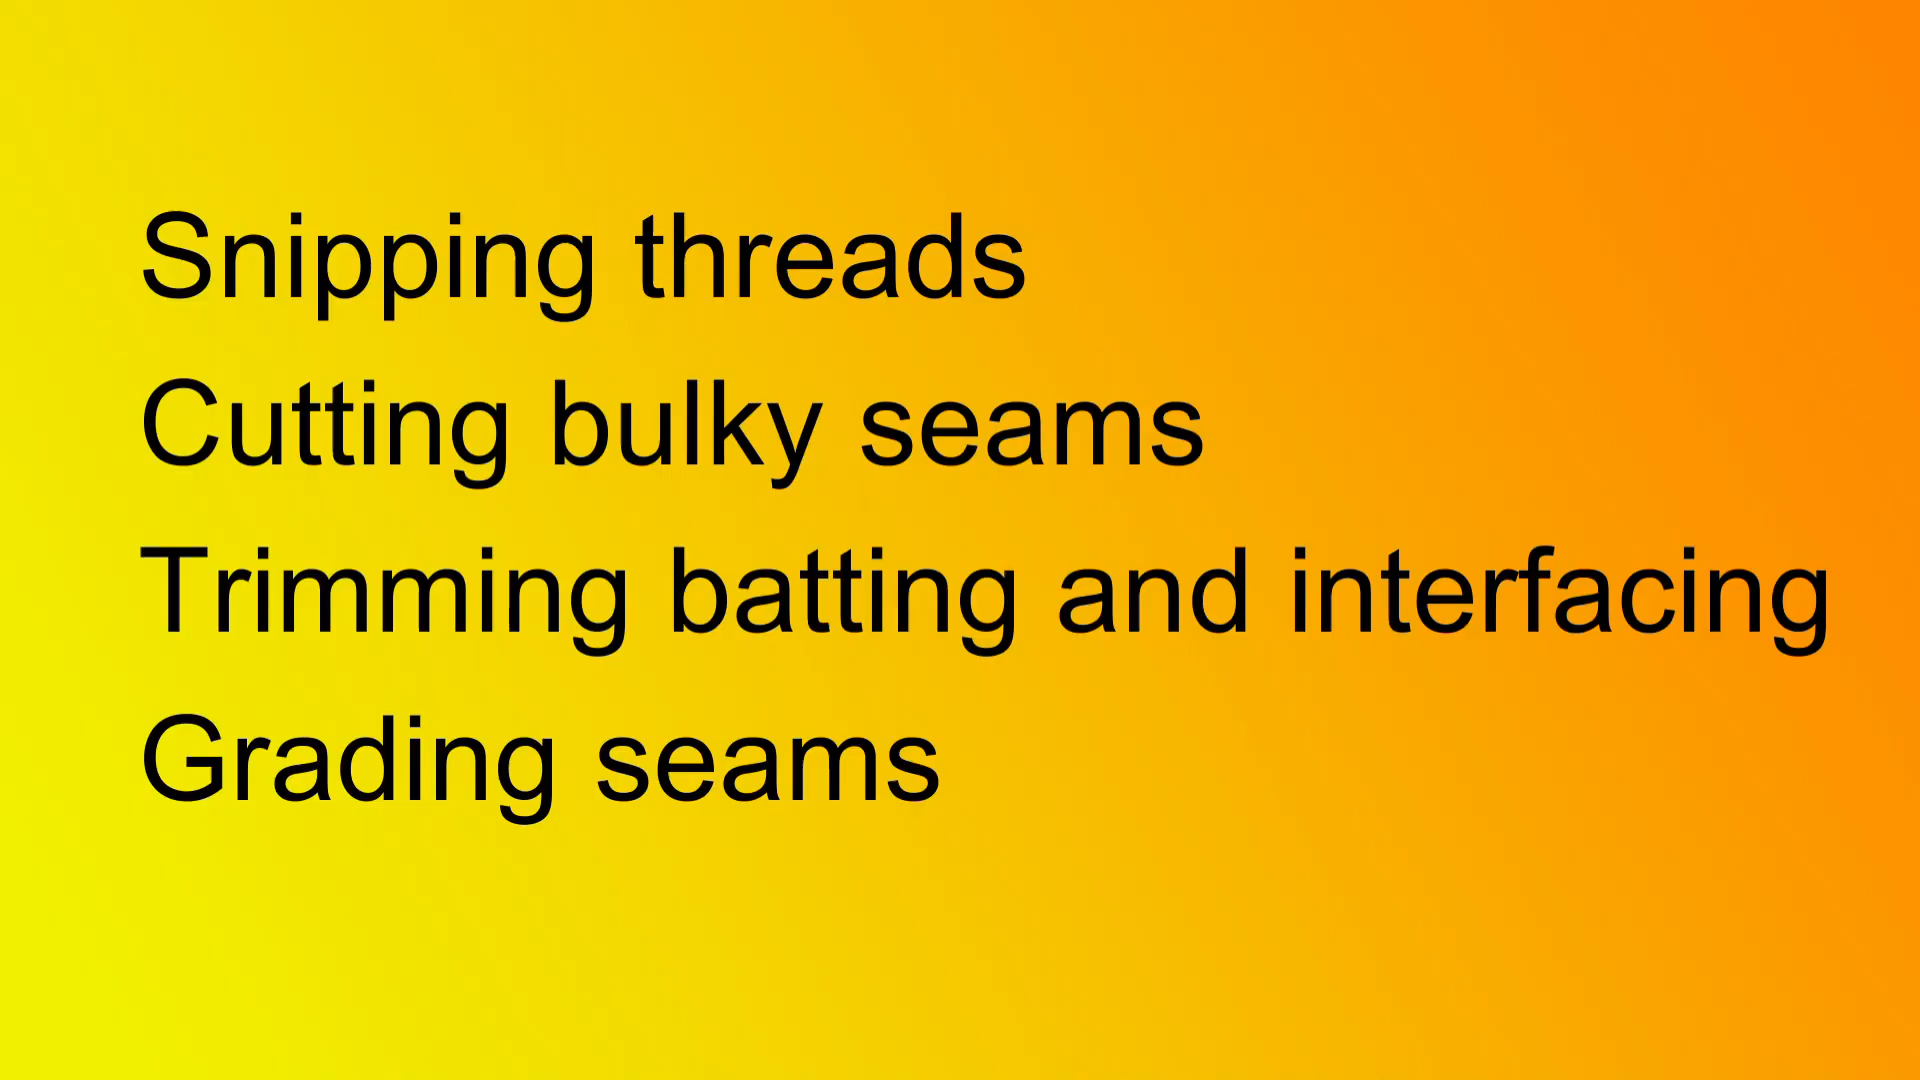 Snipping threads
Cutting bulky seams
Trimming batting and interfacing
Grading seams